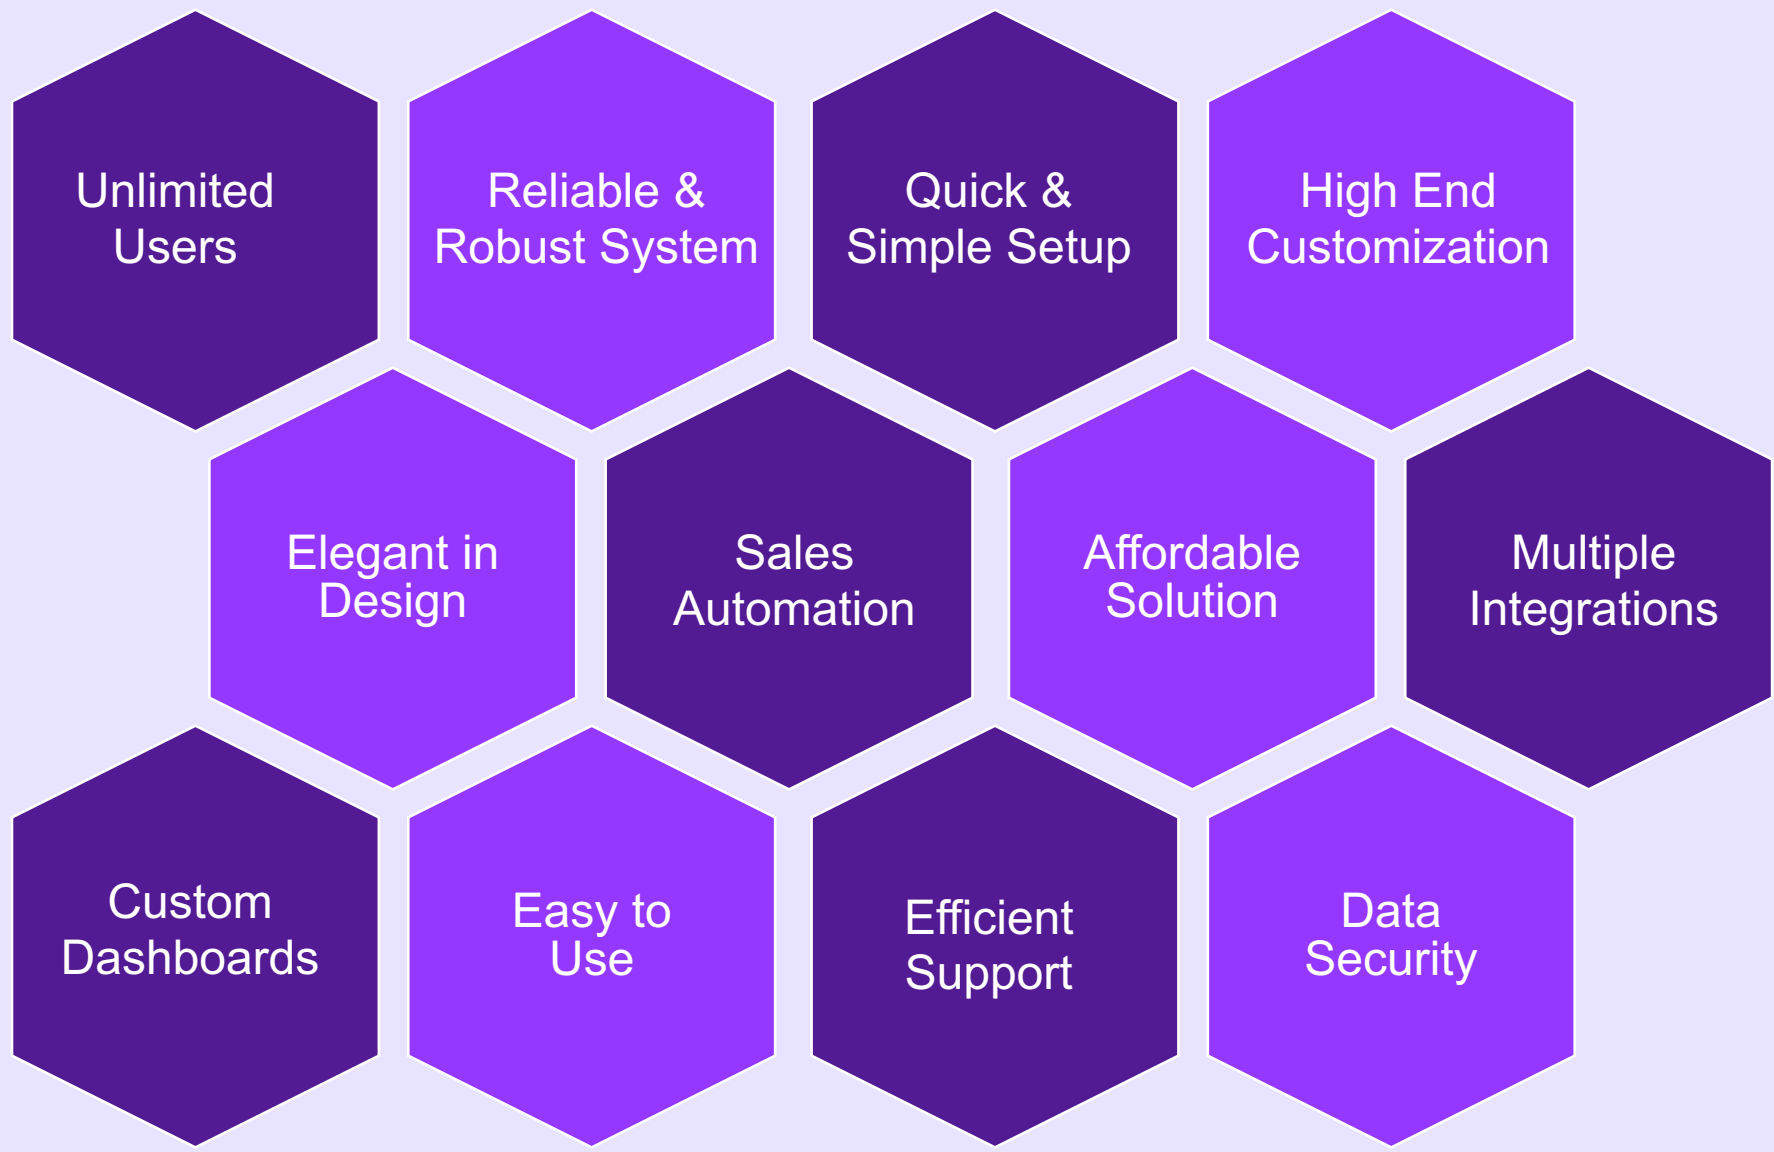 Unlimited
Users
Reliable &
Robust System
Quick &
Simple Setup
High End
Customization
Elegant in
Design
Sales
Automation
Affordable
Solution
Multiple
Integrations
Custom
Dashboards
Easy to
Use
Efficient
Support
Data
Security